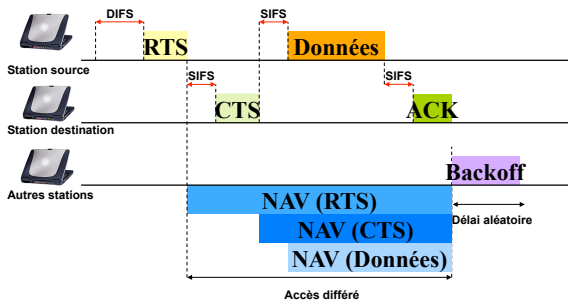 DIFS
SIFS
RTS
Données
Station source
SIFS
SIFS
CTS
ACK
Station destination
Backoff
Autres stations
NAV (RTS)
Délai aléatoire
NAV (CTS)
NAV (Données)
Accès différé